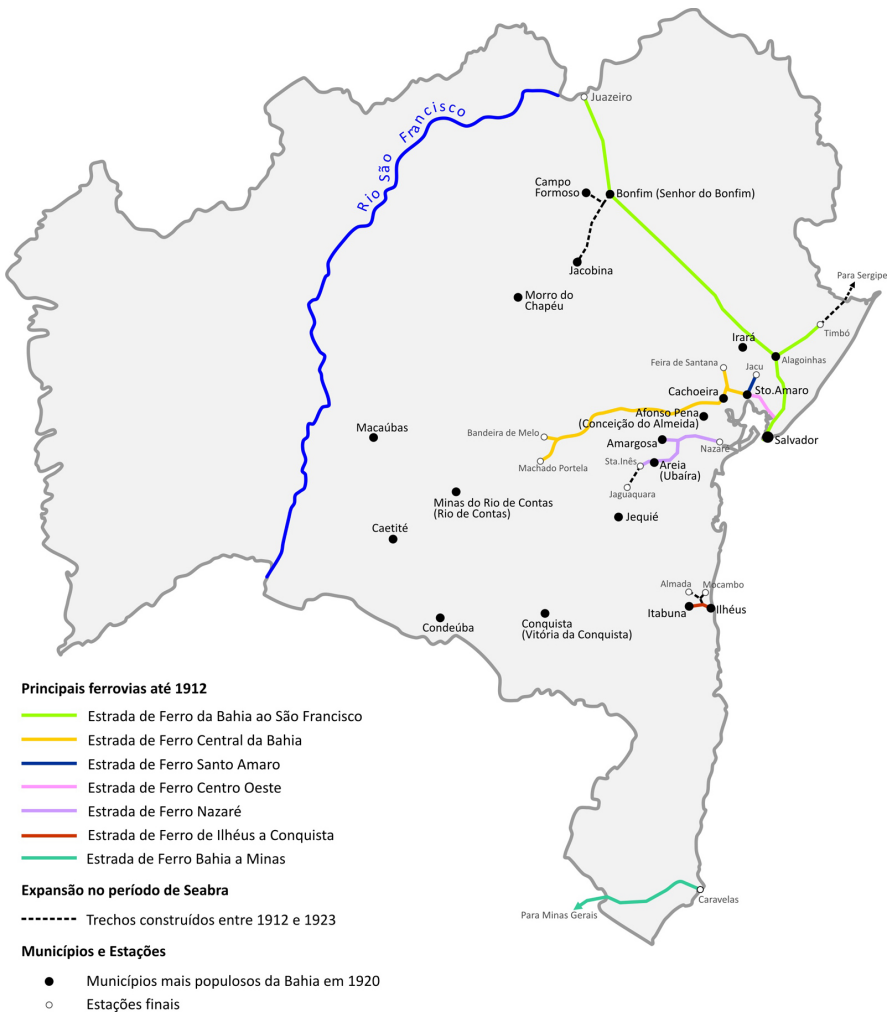 Rio São Francisco
Juazeiro
Campo
Formoso
Bonfim (Senhor do Bonfim)
Jacobina
Morro do
Chapéu
Para Sergipe
Timbó
Irará
Alagoinhas
Feira de Santana
Jacu
Cachoeira
Sto.Amaro
Afonso Pena
(Conceição do Almeida)
Macaúbas
Bandeira de Melo
Amargosa
Nazaré
Salvador
Machado Portela
Sta.Inês
Areia
(Ubaíra)
Jaguaquara
Minas do Rio de Contas
(Rio de Contas)
Jequié
Caetité
Almada
Mocambo
Itabuna
Ilhéus
Condeúba
Conquista
(Vitória da Conquista)
Principais ferrovias até 1912
Estrada de Ferro da Bahia ao São Francisco
Estrada de Ferro Central da Bahia
Estrada de Ferro Santo Amaro
Estrada de Ferro Centro Oeste
Estrada de Ferro Nazaré
Estrada de Ferro de Ilhéus a Conquista
Estrada de Ferro Bahia a Minas
Caravelas
Para Minas Gerais
Expansão no período de Seabra
Trechos construídos entre 1912 e 1923
Municípios e Estações
Municípios mais populosos da Bahia em 1920
Estações finais